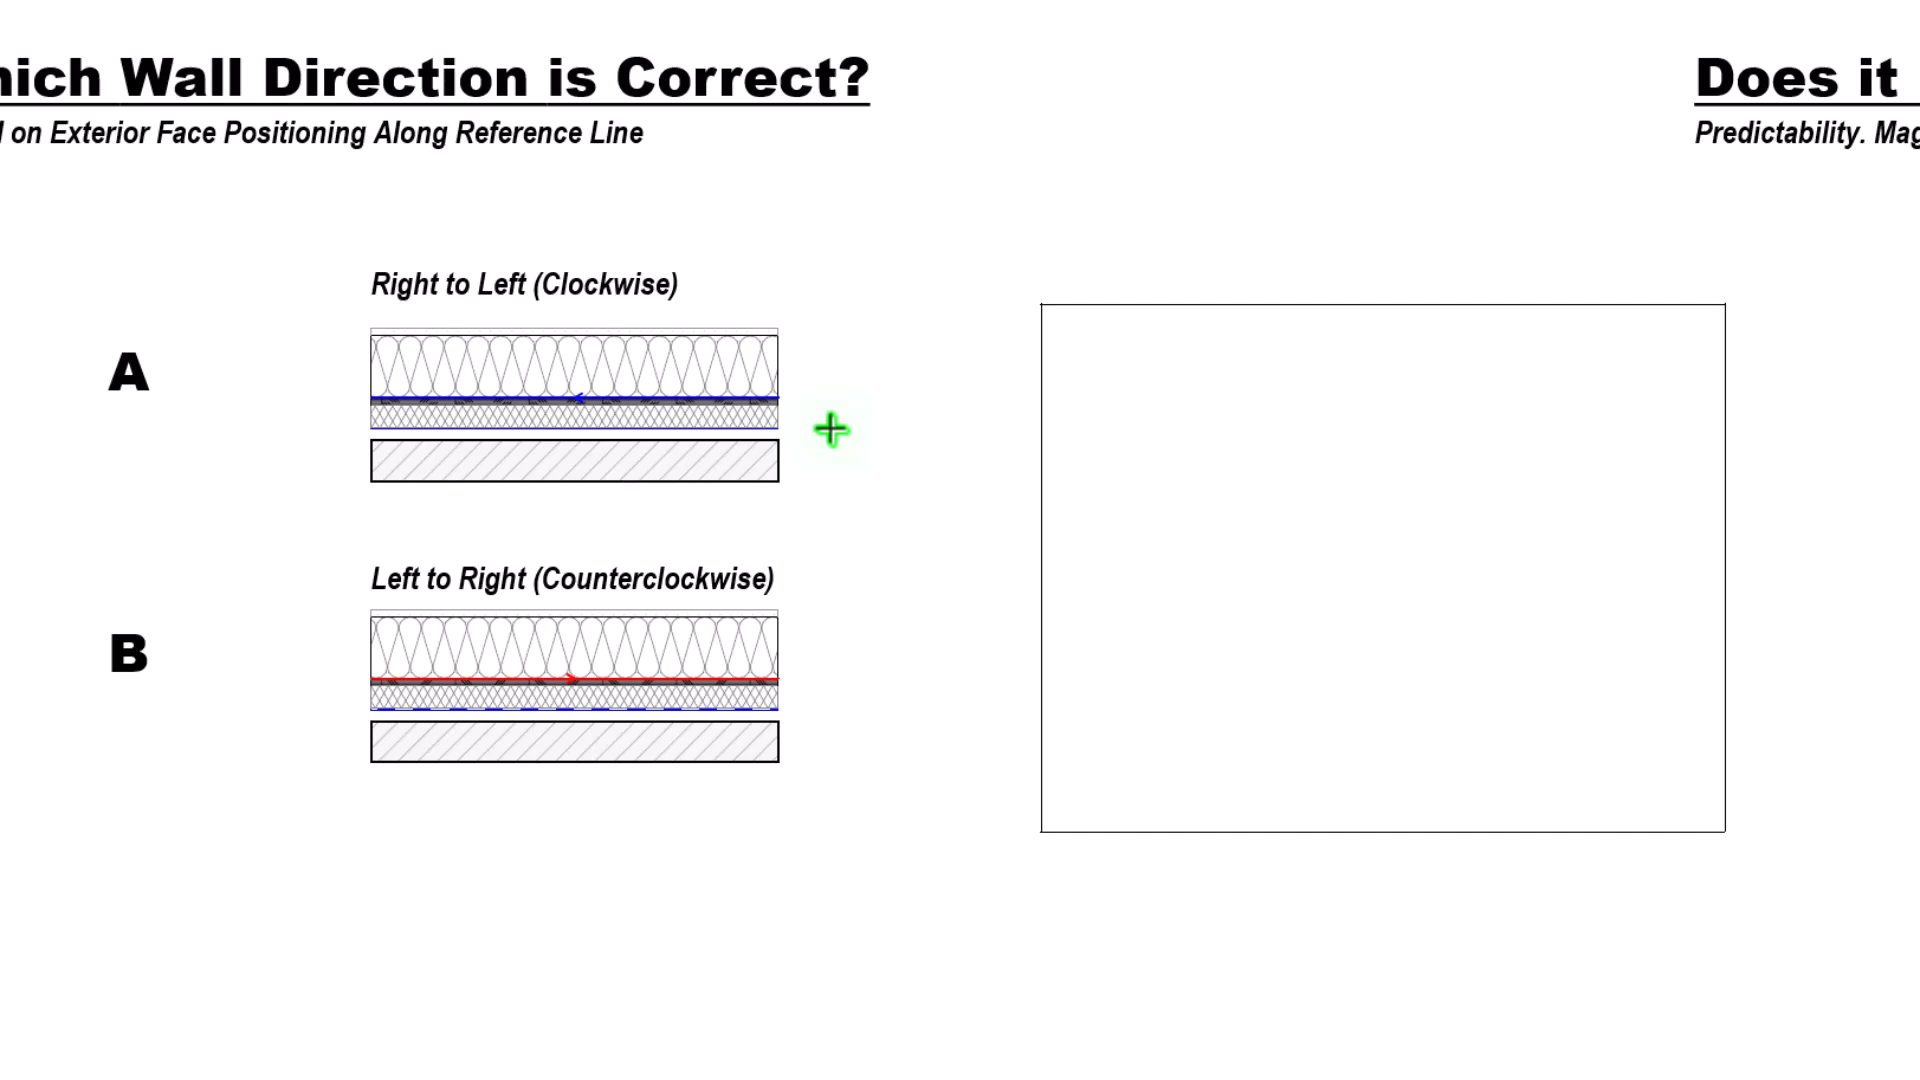 hich Wall Direction is Correct?
on Exterior Face Positioning Along Reference Line
Does it
Predictability. Mag
Right to Left (Clockwise)
A
Left to Right (Counterclockwise)
B